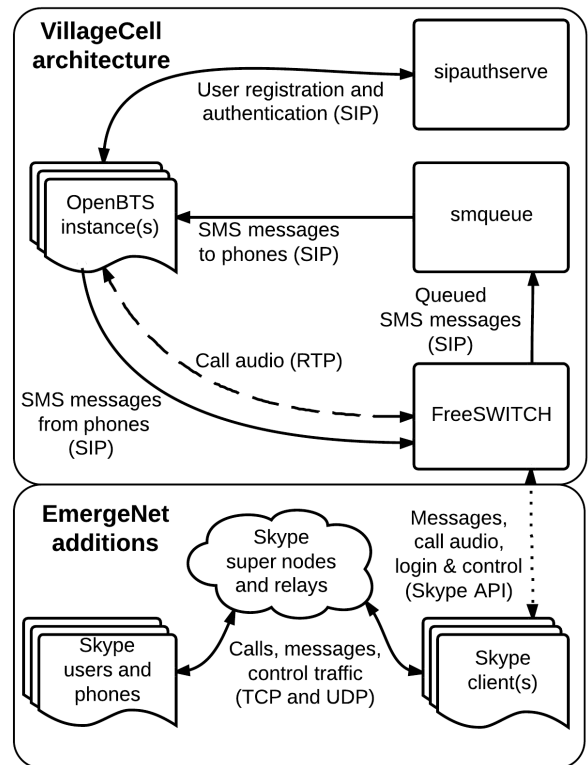 VillageCell
architecture
sipauthserve
User registration and
authentication (SIP)
OpenBTS
instance(s)
smqueue
SMS messages
to phones (SIP)
Queued
SMS messages
(SIP)
Call audio (RTP)
FreeSWITCH
SMS messages
from phones
(SIP)
EmergeNet
additions
Skype
super nodes
and relays
Messages,
call audio,
login & control
(Skype API)
Skype
users and
phones
Calls, messages,
control traffic
(TCP and UDP)
Skype
client(s)